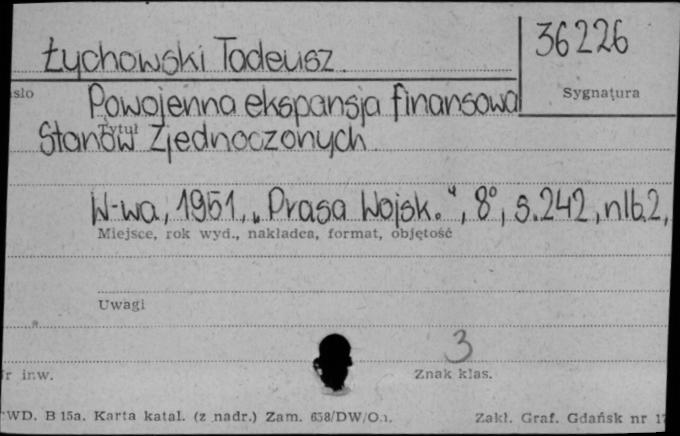 Łychowski Tadeusz
36226
Sygnatura
sło
Powojenna ekspansja finansowa
Tytuł
Stanów Zjednoczonych
W-wa, 1951, „Prasa Wojsk.", 8°, s. 242, nlb. 2,
Miejsce, rok wyd., nakładca, format, objętość
Uwagi
3
r inw.
Znak klas.
WD. B 15a. Karta katal. (z nadr.) Zam. 658/DW/O
Zakł. Graf. Gdańsk nr 1